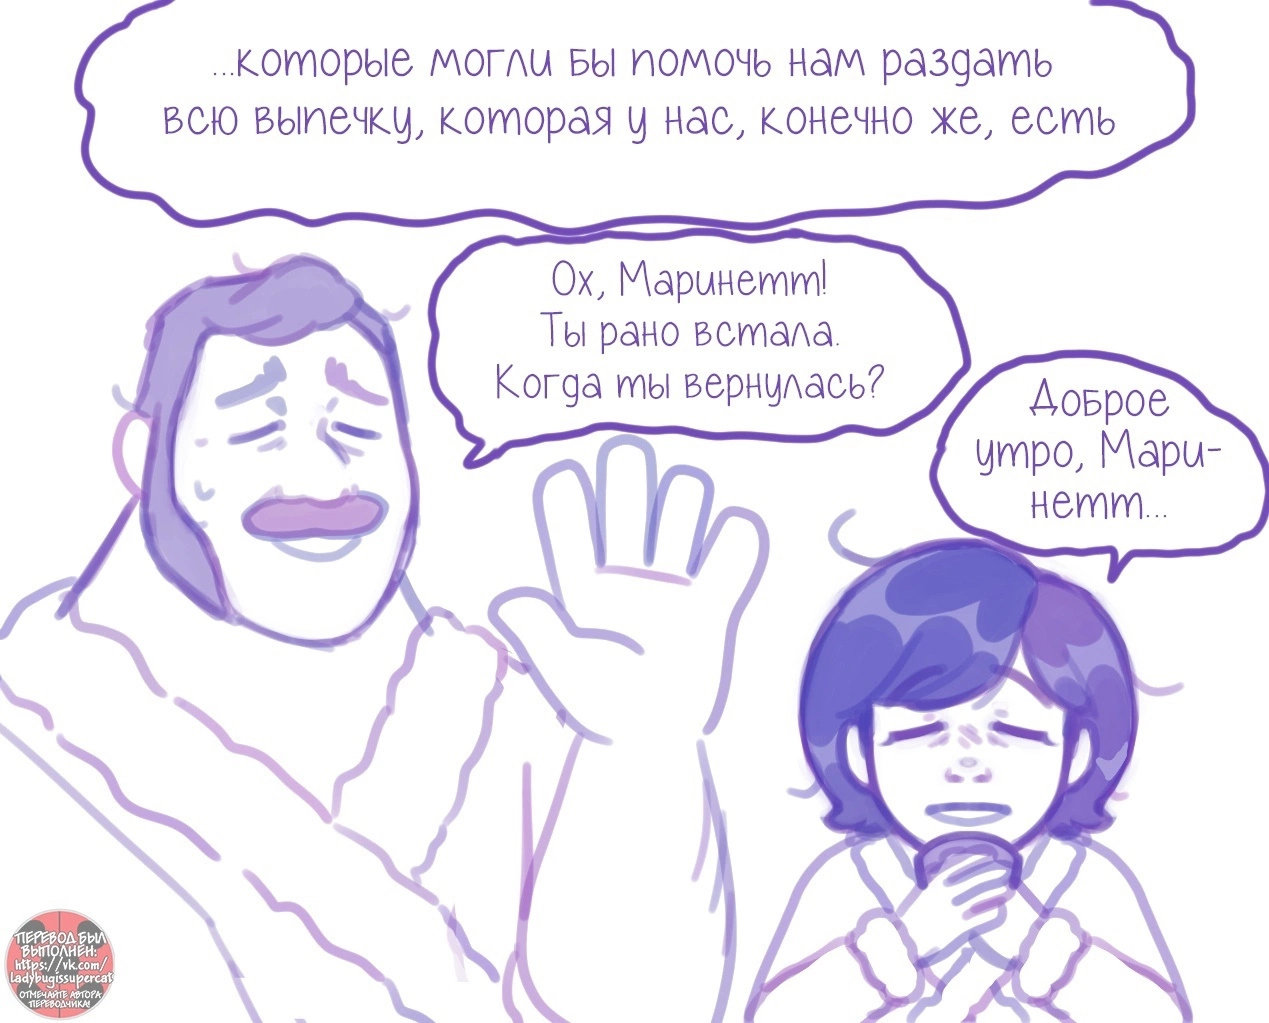 ...которые могли бы помочь нам раздать
всю выпечку, которая у нас, конечно же, есть
Ох, Маринетт!
Ты рано встала.
Когда ты вернулась?
Доброе
утро, Мари-
нетт...
ПЕРЕВОД БЫЛ
ВЫПОЛНЕН:
https://vk.com/
ladybugissupercat
ОТМЕЧАЙТЕ АВТОРА
ПЕРЕВОДЧИКА!